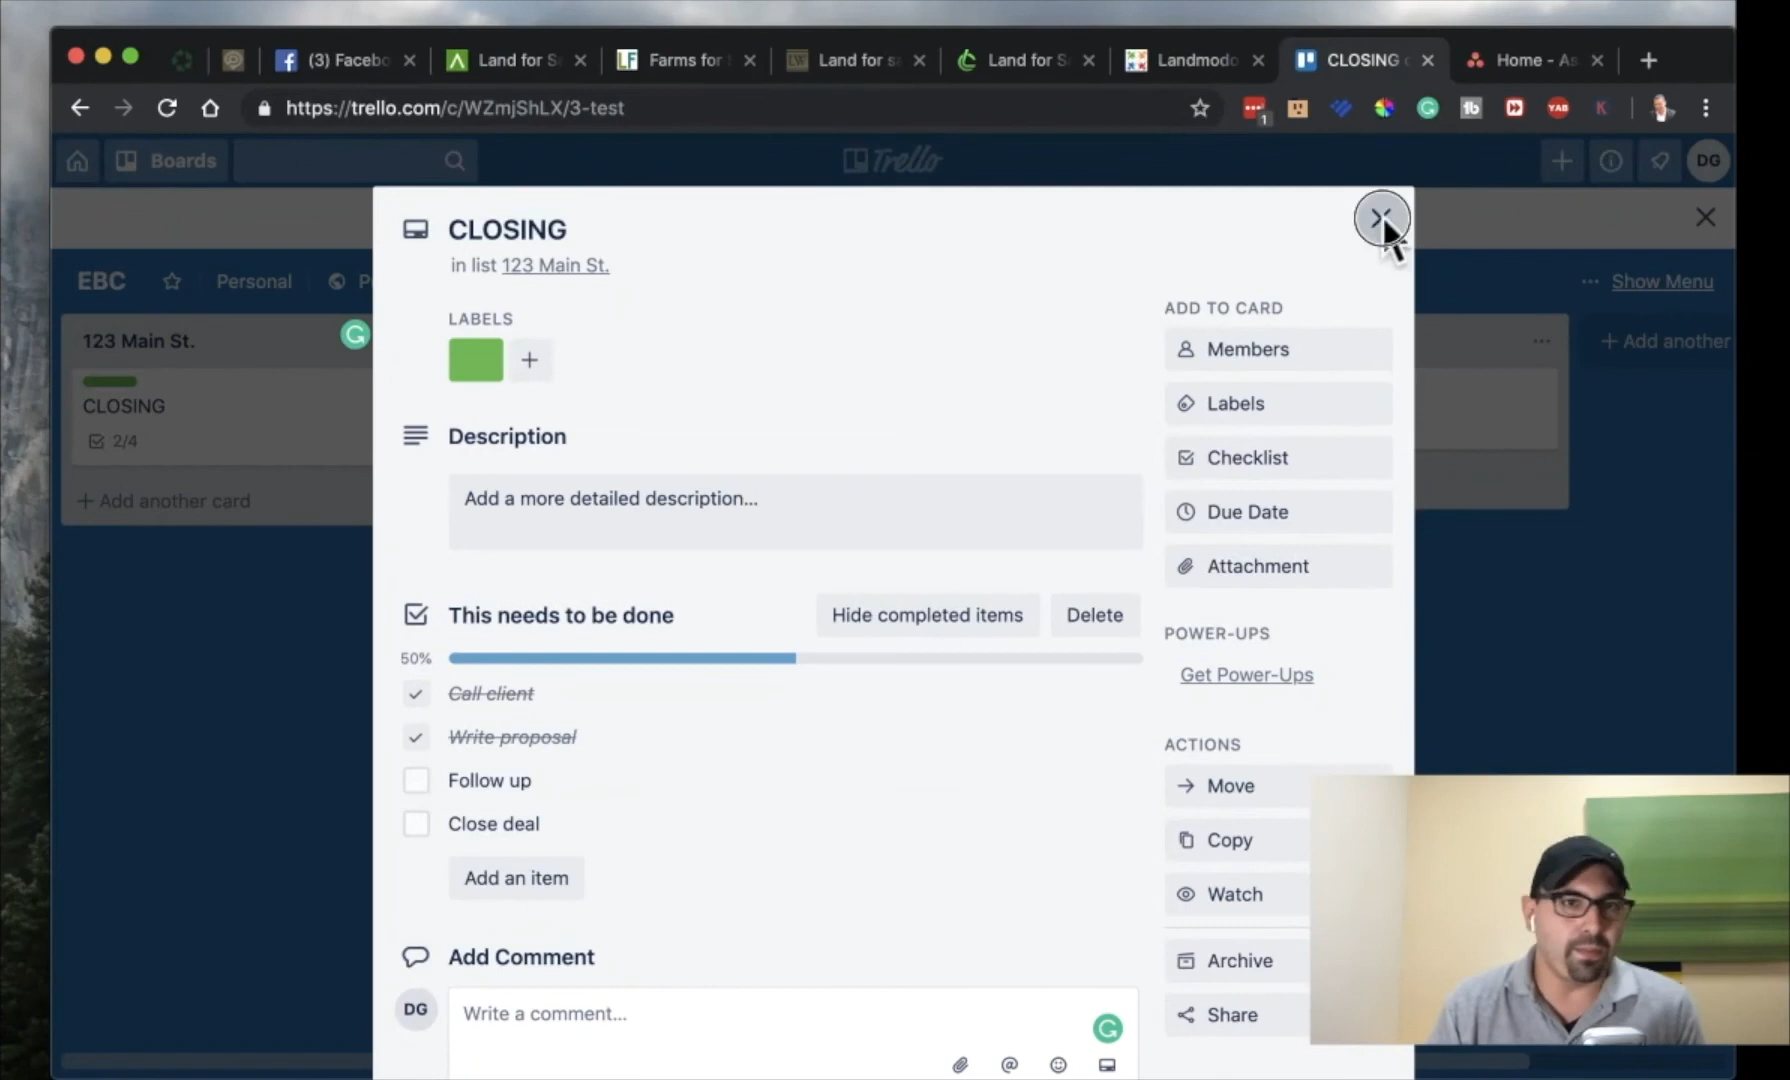 (3) Facebo
Land for Sa
Farms for
Land for sa
Land for S
Landmodo
CLOSING
Home - As
https://trello.com/c/WZmjShLX/3-test
1
YAB
K
Boards
Trello
DG
EBC
Personal
P
Show Menu
123 Main St.
CLOSING
2/4
+ Add another card
+ Add another
CLOSING
in list 123 Main St.
LABELS
Description
Add a more detailed description...
This needs to be done
Hide completed items
Delete
50%
Call client
Write proposal
Follow up
Close deal
Add an item
Add Comment
DG
Write a comment...
ADD TO CARD
Members
Labels
Checklist
Due Date
Attachment
POWER-UPS
Get Power-Ups
ACTIONS
Move
Copy
Watch
Archive
Share